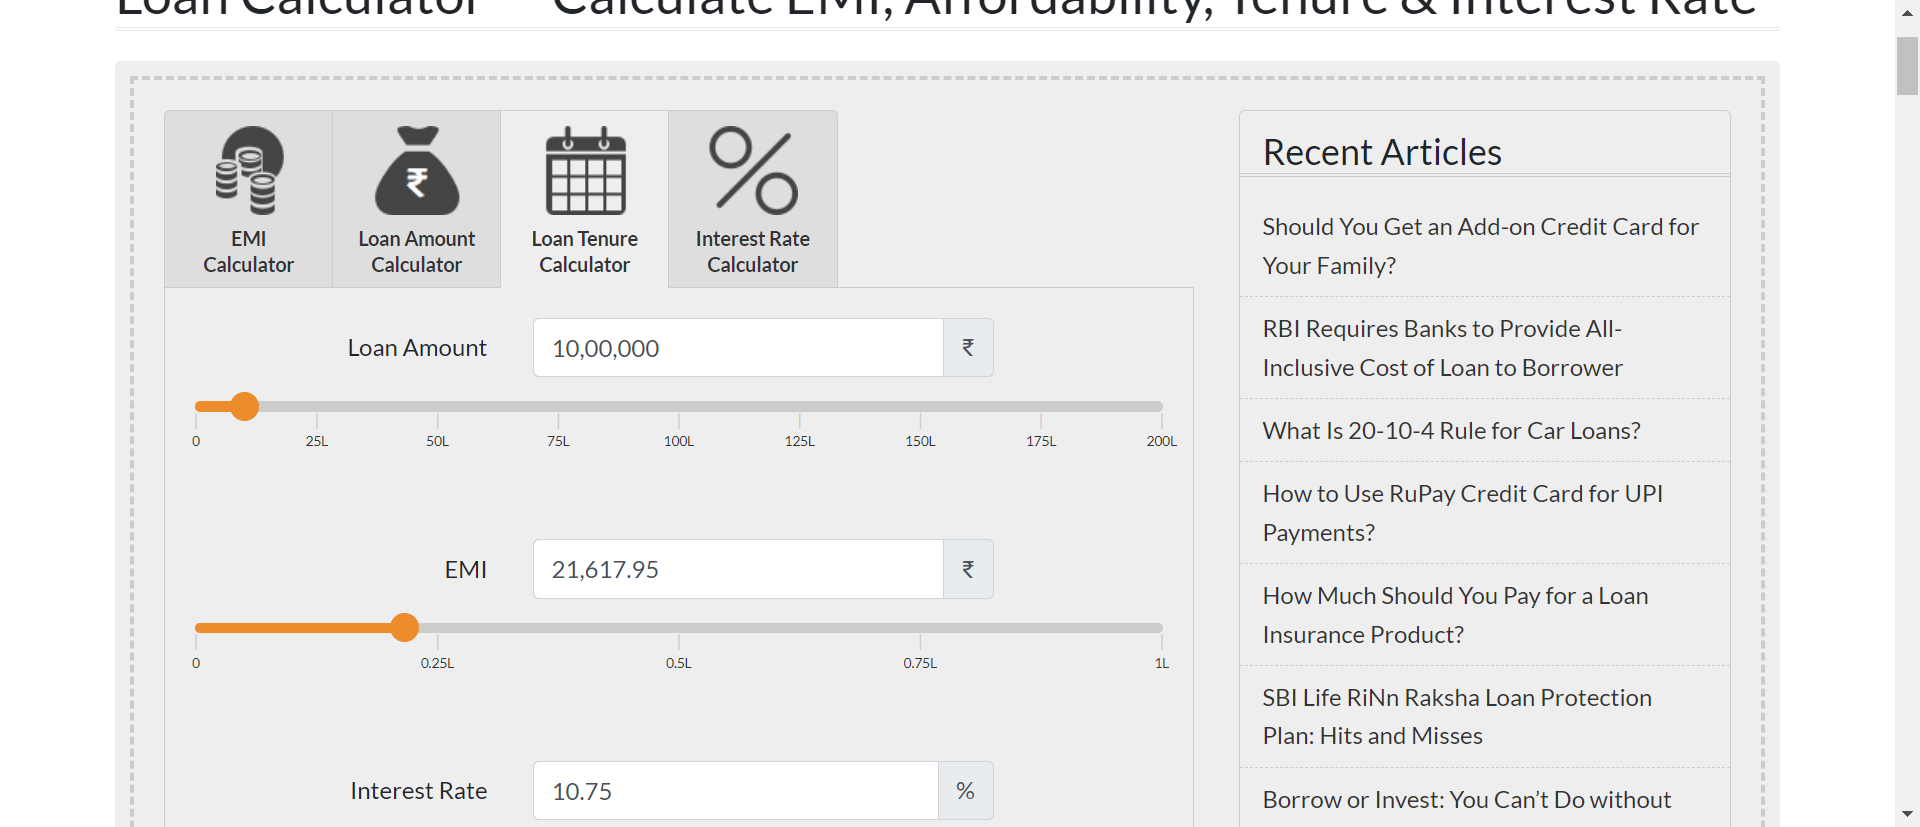 Loan Calculator — Calculate EMI, Affordability, Tenure & Interest Rate
EMI
Calculator
Loan Amount
Calculator
Loan Tenure
Calculator
Interest Rate
Calculator
Loan Amount
10,00,000
₹
0
25L
50L
75L
100L
125L
150L
175L
200L
EMI
21,617.95
₹
0
0.25L
0.5L
0.75L
1L
Interest Rate
10.75
%
Recent Articles
Should You Get an Add-on Credit Card for
Your Family?
RBI Requires Banks to Provide All-
Inclusive Cost of Loan to Borrower
What Is 20-10-4 Rule for Car Loans?
How to Use RuPay Credit Card for UPI
Payments?
How Much Should You Pay for a Loan
Insurance Product?
SBI Life RiNn Raksha Loan Protection
Plan: Hits and Misses
Borrow or Invest: You Can’t Do without